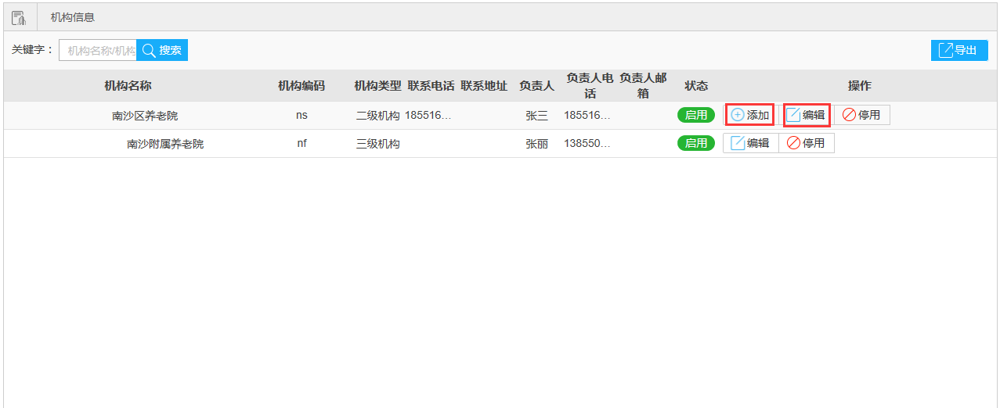 机构信息
关键字： 机构名称/机构 搜索 导出
机构名称 机构编码 机构类型 联系电话 联系地址 负责人 负责人电话 负责人邮箱 状态 操作
南沙区养老院 ns 二级机构 185516… 张三 185516… 启用 添加 编辑 停用
南沙附属养老院 nf 三级机构 张丽 138550… 启用 编辑 停用